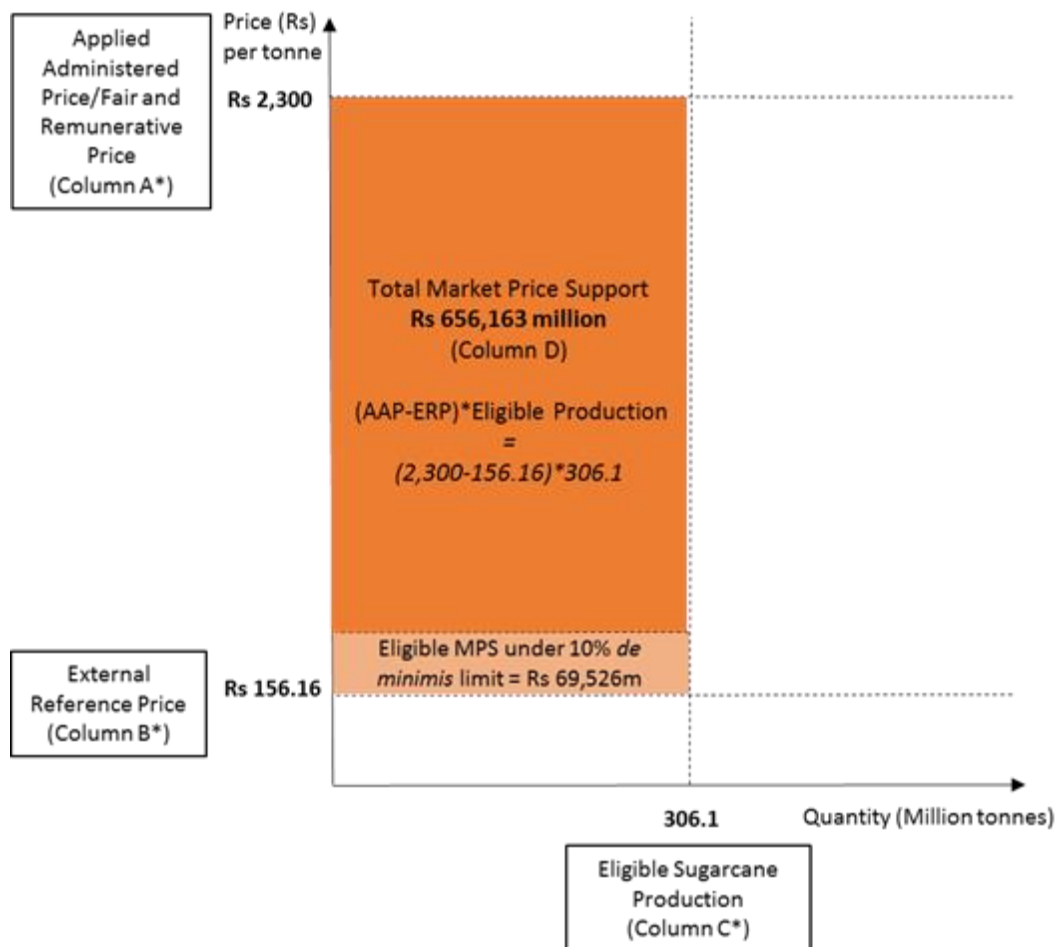 Applied
Administered
Price/Fair and
Remunerative
Price
(Column A*)
Price (Rs)
per tonne
Rs 2,300
Total Market Price Support
Rs 656,163 million
(Column D)
(AAP-ERP)*Eligible Production
=
(2,300-156.16)*306.1
Eligible MPS under 10% de
minimis limit = Rs 69,526m
External
Reference Price
(Column B*)
Rs 156.16
306.1
Quantity (Million tonnes)
Eligible Sugarcane
Production
(Column C*)